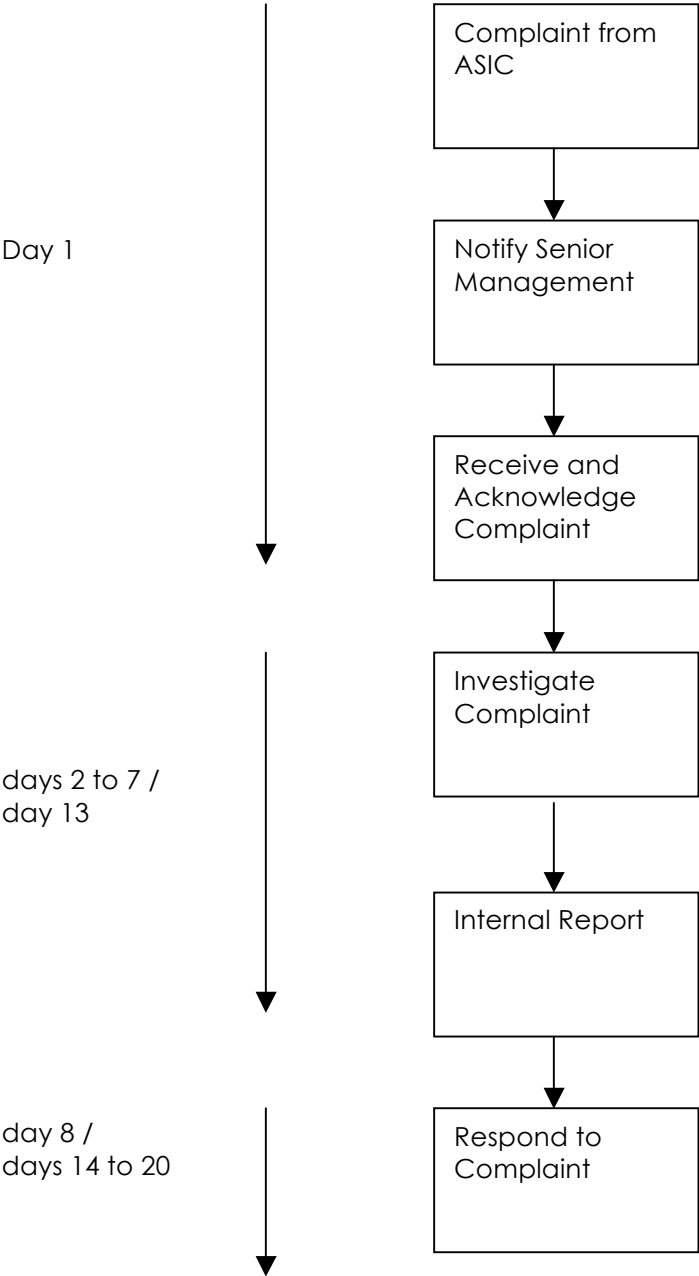 Complaint from
ASIC
Day 1
Notify Senior
Management
Receive and
Acknowledge
Complaint
Investigate
Complaint
days 2 to 7 /
day 13
Internal Report
day 8 /
days 14 to 20
Respond to
Complaint